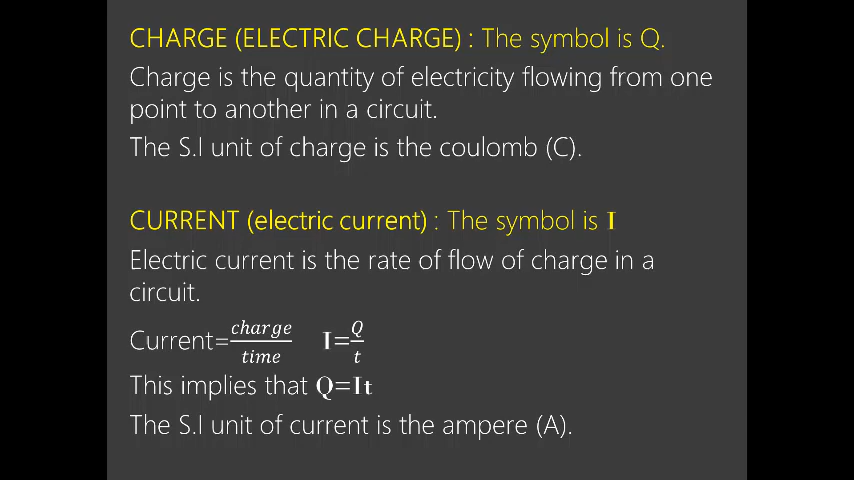 CHARGE (ELECTRIC CHARGE) : The symbol is Q.
Charge is the quantity of electricity flowing from one
point to another in a circuit.
The S.I unit of charge is the coulomb (C).
CURRENT (electric current) : The symbol is I
Electric current is the rate of flow of charge in a
circuit.
Current=charge/time I=Q/t
This implies that Q=It
The S.I unit of current is the ampere (A).